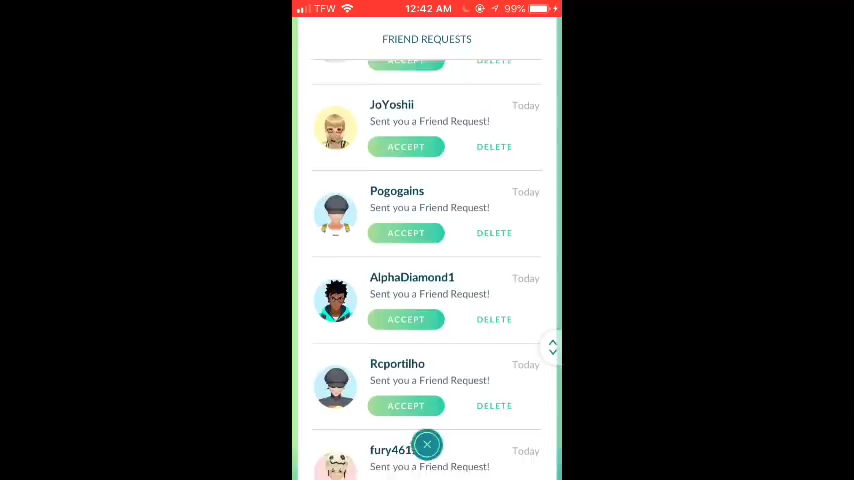 TFW 12:42 AM 99%
FRIEND REQUESTS
ACCEPT DELETE
JoYoshii Today
Sent you a Friend Request!
ACCEPT DELETE
Pogogains Today
Sent you a Friend Request!
ACCEPT DELETE
AlphaDiamond1 Today
Sent you a Friend Request!
ACCEPT DELETE
Rcportilho Today
Sent you a Friend Request!
ACCEPT DELETE
Today
Sent you a Friend Request!